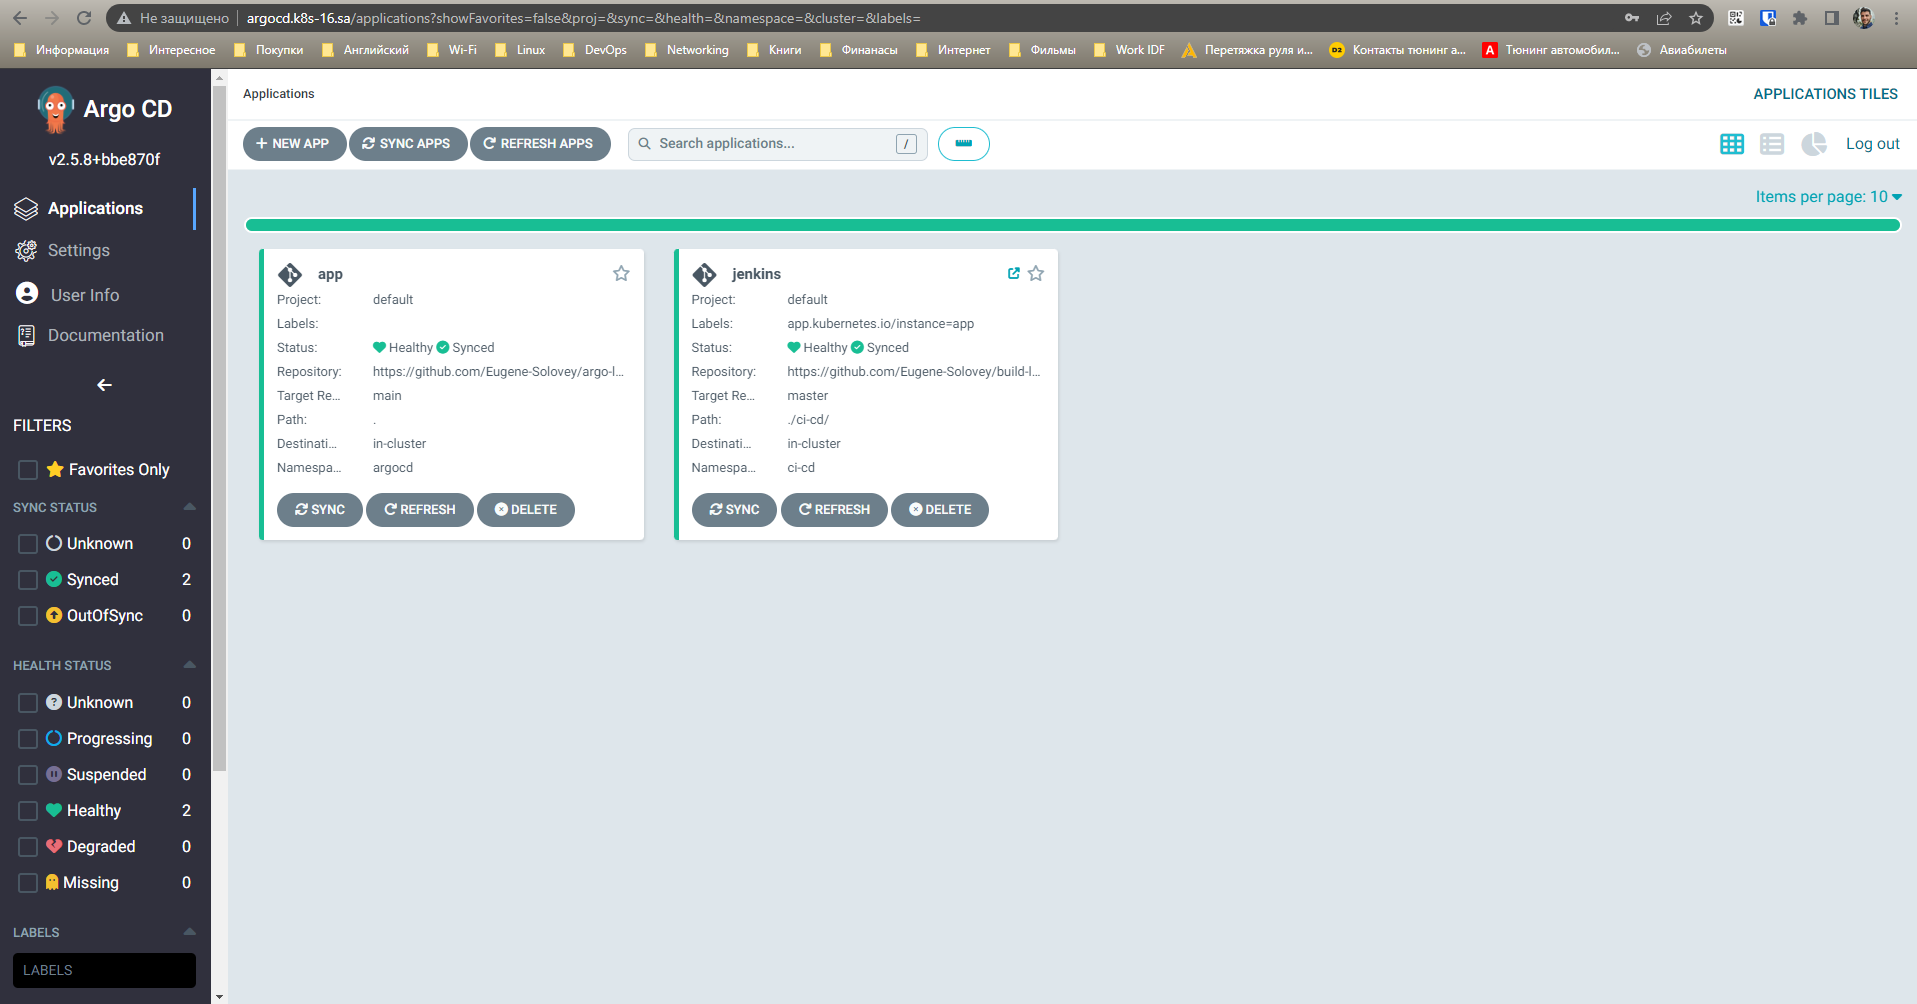 Не защищено argocd.k8s-16.sa/applications?showFavorites=false&proj=&sync=&health=&namespace=&cluster=&labels=
Информация Интересное Покупки Английский Wi-Fi Linux DevOps Networking Книги Финанасы Интернет Фильмы Work IDF Перетяжка руля и... D2 Контакты тюнинг а... A Тюнинг автомобил... Авиабилеты
Argo CD
v2.5.8+bbe870f
Applications
Settings
User Info
Documentation
FILTERS
Favorites Only
SYNC STATUS
Unknown 0
Synced 2
OutOfSync 0
HEALTH STATUS
Unknown 0
Progressing 0
Suspended 0
Healthy 2
Degraded 0
Missing 0
LABELS
LABELS
Applications APPLICATIONS TILES
NEW APP SYNC APPS REFRESH APPS Search applications... / Log out
Items per page: 10
app
Project: default
Labels:
Status: Healthy Synced
Repository: https://github.com/Eugene-Solovey/argo-l...
Target Re... main
Path: .
Destinati... in-cluster
Namespa... argocd
SYNC REFRESH DELETE
jenkins
Project: default
Labels: app.kubernetes.io/instance=app
Status: Healthy Synced
Repository: https://github.com/Eugene-Solovey/build-l...
Target Re... master
Path: ./ci-cd/
Destinati... in-cluster
Namespa... ci-cd
SYNC REFRESH DELETE